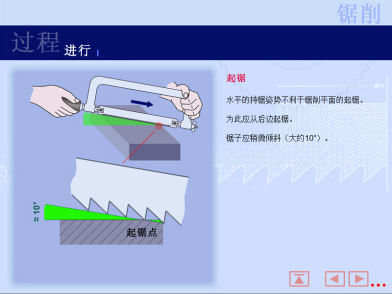 锯削
过程 进行
起锯
水平的持锯姿势不利于锯削平面的起锯。
为此应从后边起锯。
锯子应稍微倾斜（大约10°）。
≈10°
起锯点